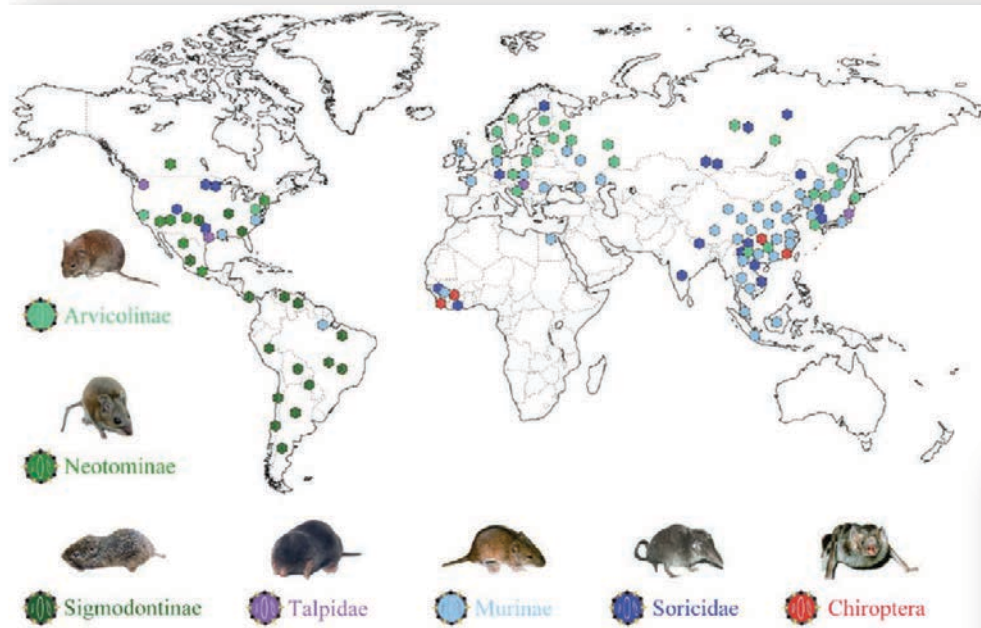 Arvicolinae
Neotominae
Sigmodontinae
Talpidae
Murinae
Soricidae
Chiroptera